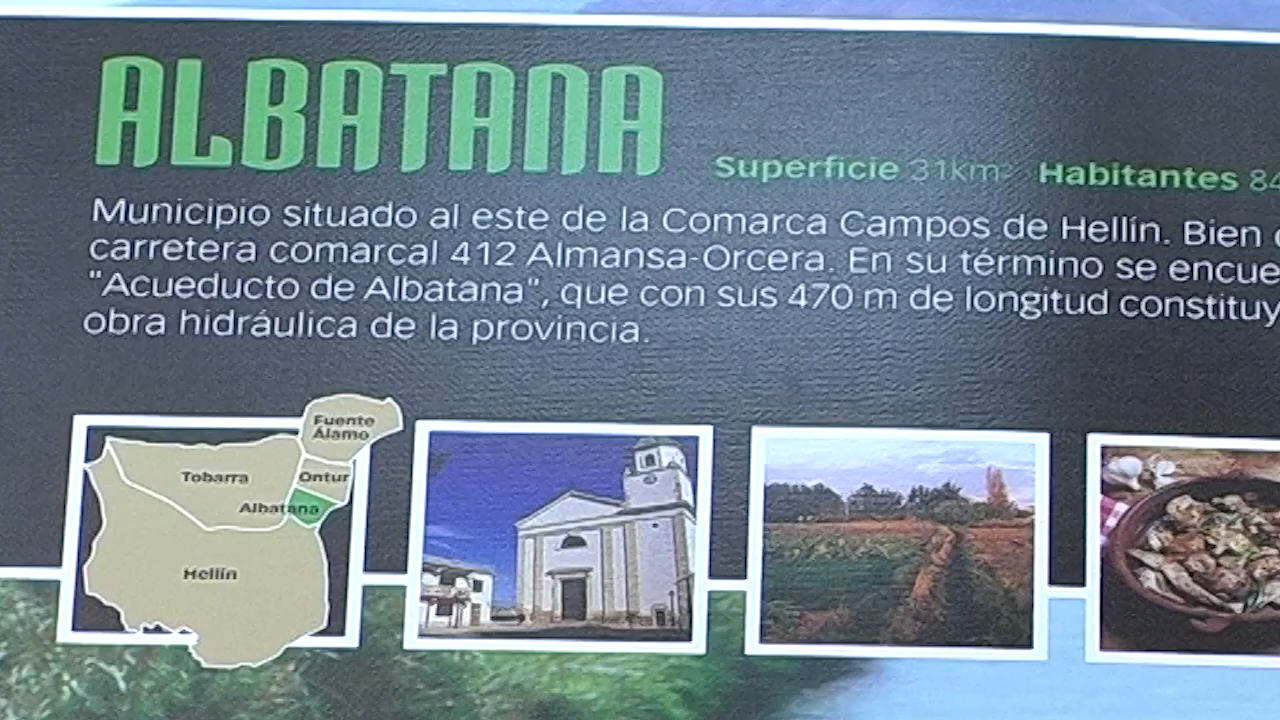 ALBATANA
Superficie 31km² Habitantes 84
Municipio situado al este de la Comarca Campos de Hellín. Bien
carretera comarcal 412 Almansa-Orcera. En su término se encue
"Acueducto de Albatana", que con sus 470 m de longitud constituy
obra hidráulica de la provincia.
Fuente
Álamo
Tobarra
Ontur
Albatana
Hellín